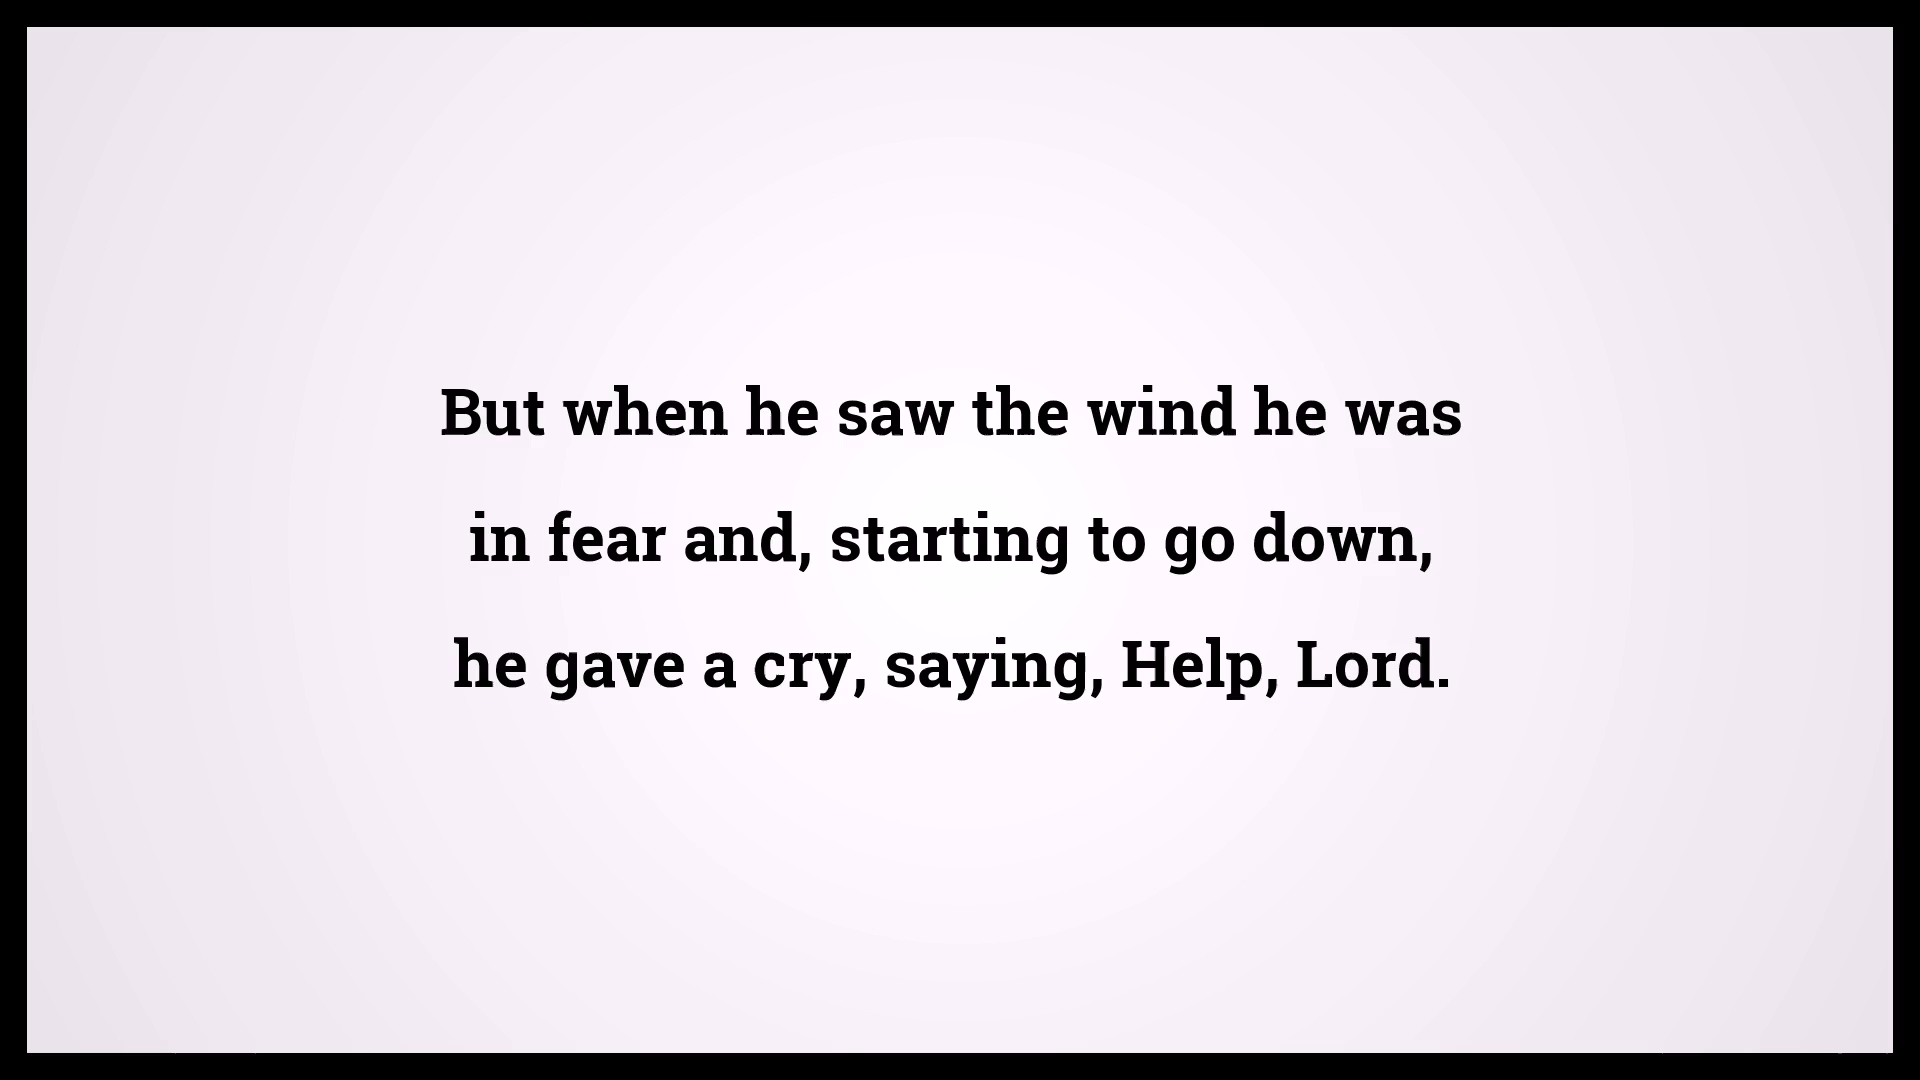 But when he saw the wind he was
in fear and, starting to go down,
he gave a cry, saying, Help, Lord.